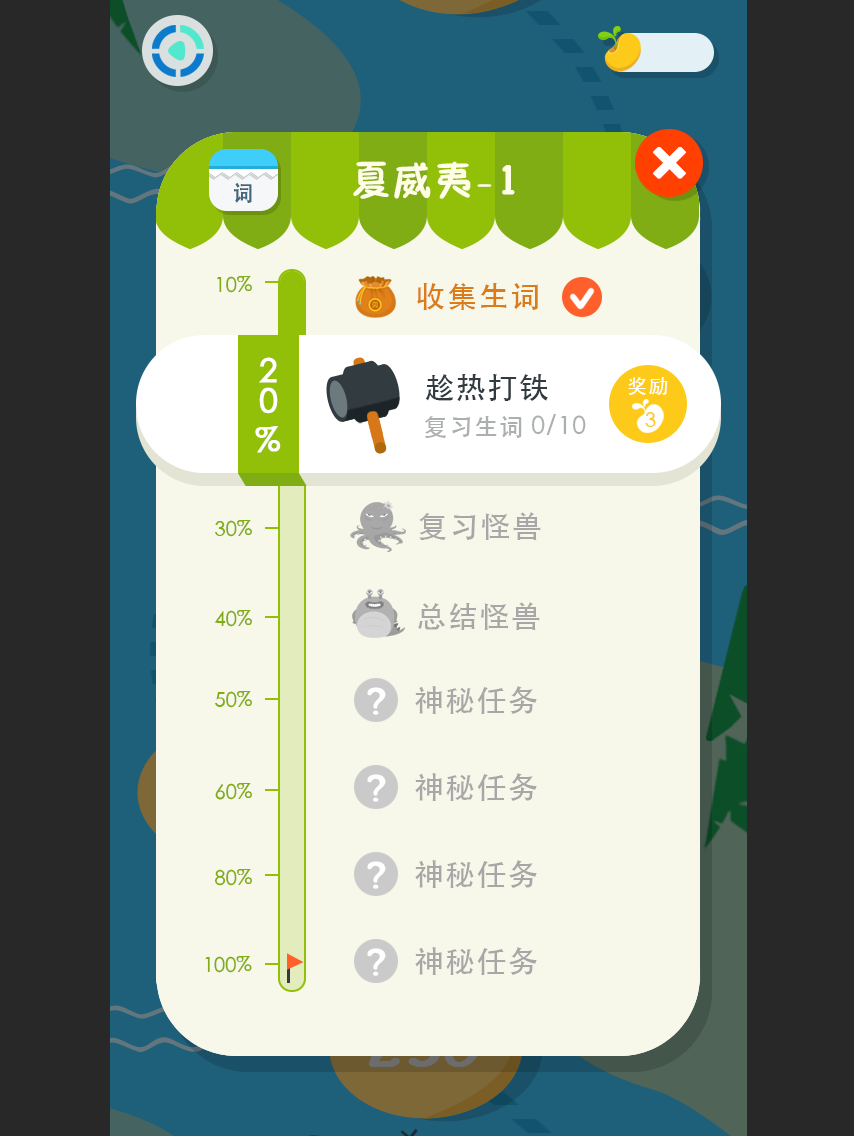 词
夏威夷-1
10%
收集生词
20%
趁热打铁
复习生词 0/10
奖励
3
30%
复习怪兽
40%
总结怪兽
50%
?
神秘任务
60%
?
神秘任务
80%
?
神秘任务
100%
?
神秘任务